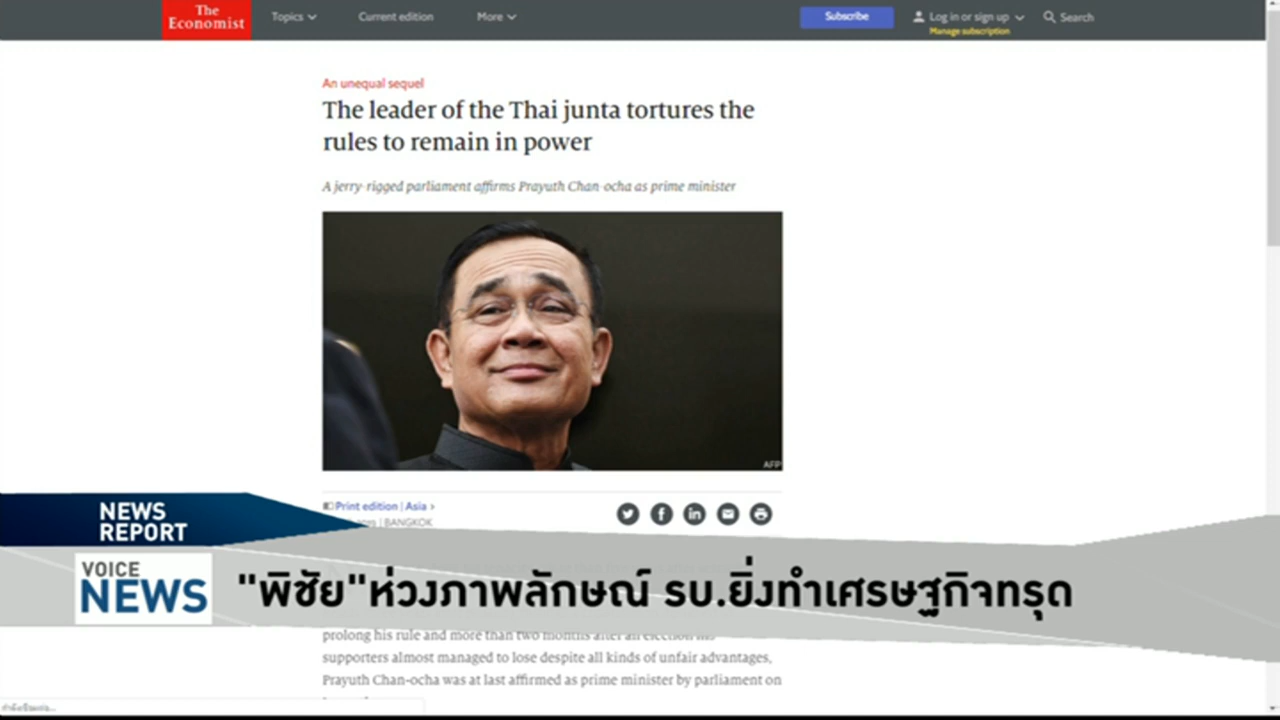 The
Economist
Topics
Current edition
More
Subscribe
Log in or sign up
Manage subscription
Search
An unequal sequel
The leader of the Thai junta tortures the
rules to remain in power
A jerry-rigged parliament affirms Prayuth Chan-ocha as prime minister
AFP
Print edition | Asia
| BANGKOK
NEWS
REPORT
VOICE
NEWS
"พิชัย"ห่วงภาพลักษณ์ รบ.ยิ่งทำเศรษฐกิจทรุด
prolong his rule and more than two months after an election his
supporters almost managed to lose despite all kinds of unfair advantages,
Prayuth Chan-ocha was at last affirmed as prime minister by parliament on